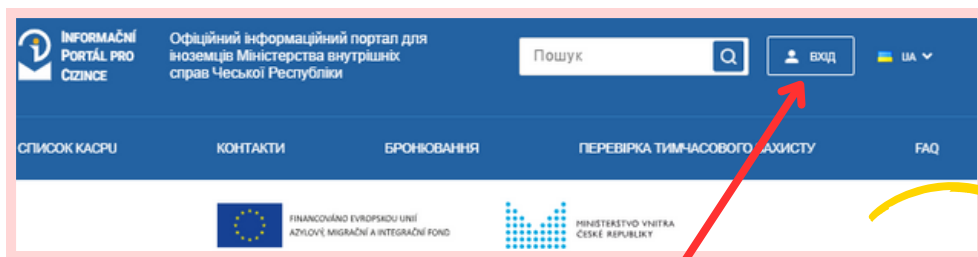 INFORMAČNÍ
PORTÁL PRO
CIZINCE
Офіційний інформаційний портал для
іноземців Міністерства внутрішніх
справ Чеської Республіки
Пошук
ВХІД
UA
СПИСОК KACPU
КОНТАКТИ
БРОНЮВАННЯ
ПЕРЕВІРКА ТИМЧАСОВОГО ЗАХИСТУ
FAQ
FINANCOVÁNO EVROPSKOU UNIÍ
AZYLOVÝ, MIGRAČNÍ A INTEGRAČNÍ FOND
MINISTERSTVO VNITRA
ČESKÉ REPUBLIKY